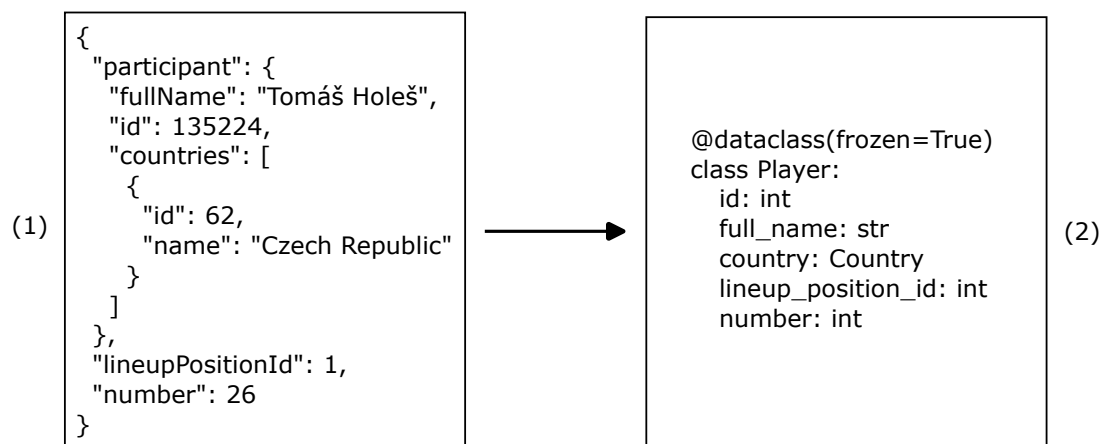 (1)
{
"participant": {
"fullName": "Tomáš Holeš",
"id": 135224,
"countries": [
{
"id": 62,
"name": "Czech Republic"
}
]
},
"lineupPositionId": 1,
"number": 26
}
@dataclass(frozen=True)
class Player:
id: int
full_name: str
country: Country
lineup_position_id: int
number: int
(2)